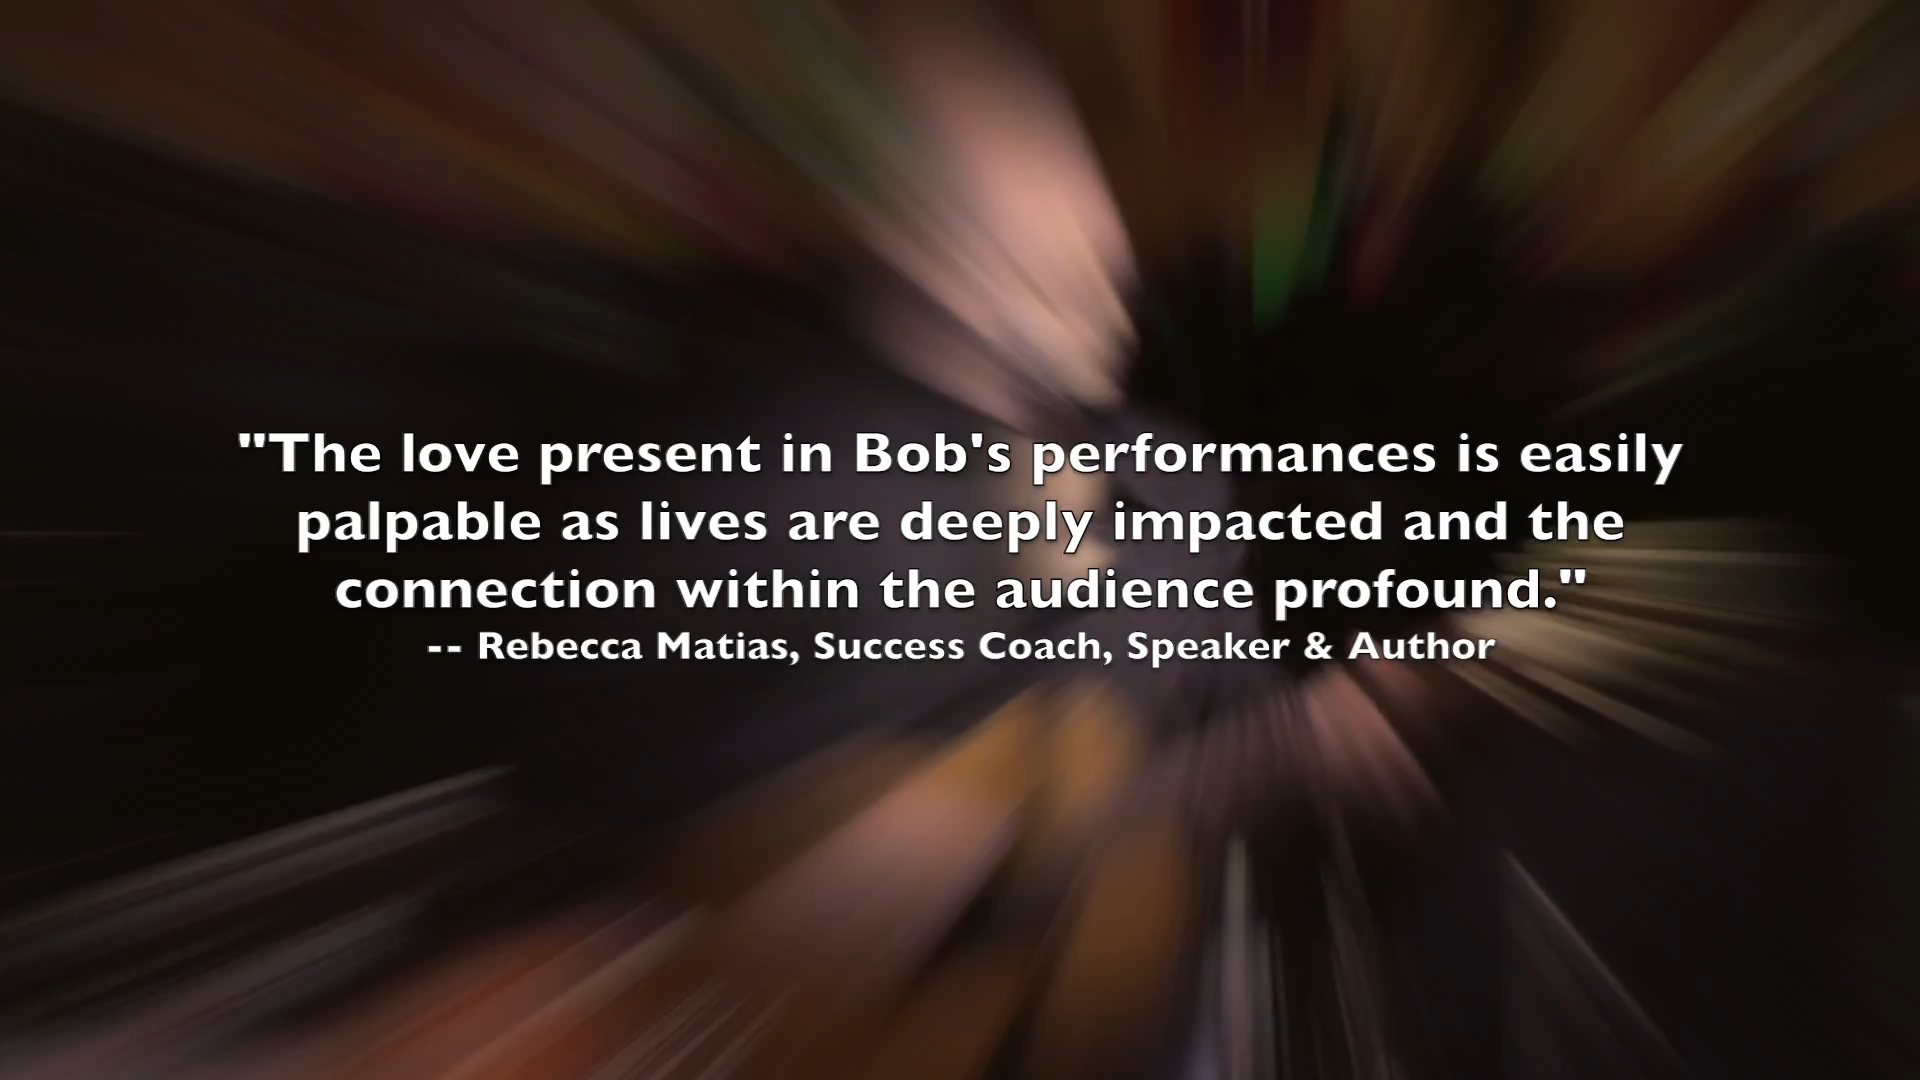 "The love present in Bob's performances is easily
palpable as lives are deeply impacted and the
connection within the audience profound."
-- Rebecca Matias, Success Coach, Speaker & Author